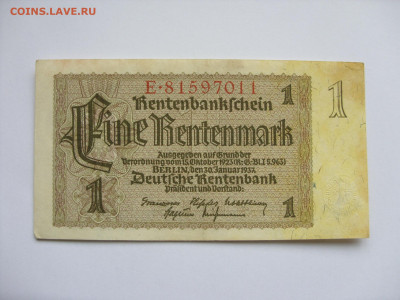 COINS.LAVE.RU
E·81597011
Rentenbankschein
1
1
Eine Rentenmark
Ausgegeben auf Grund der
Verordnung vom 15. Oktober 1923 (R.G.Bl.I S.963)
BERLIN, den 30. Januar 1937
Deutsche Rentenbank
Präsident und Vorstand:
1
1